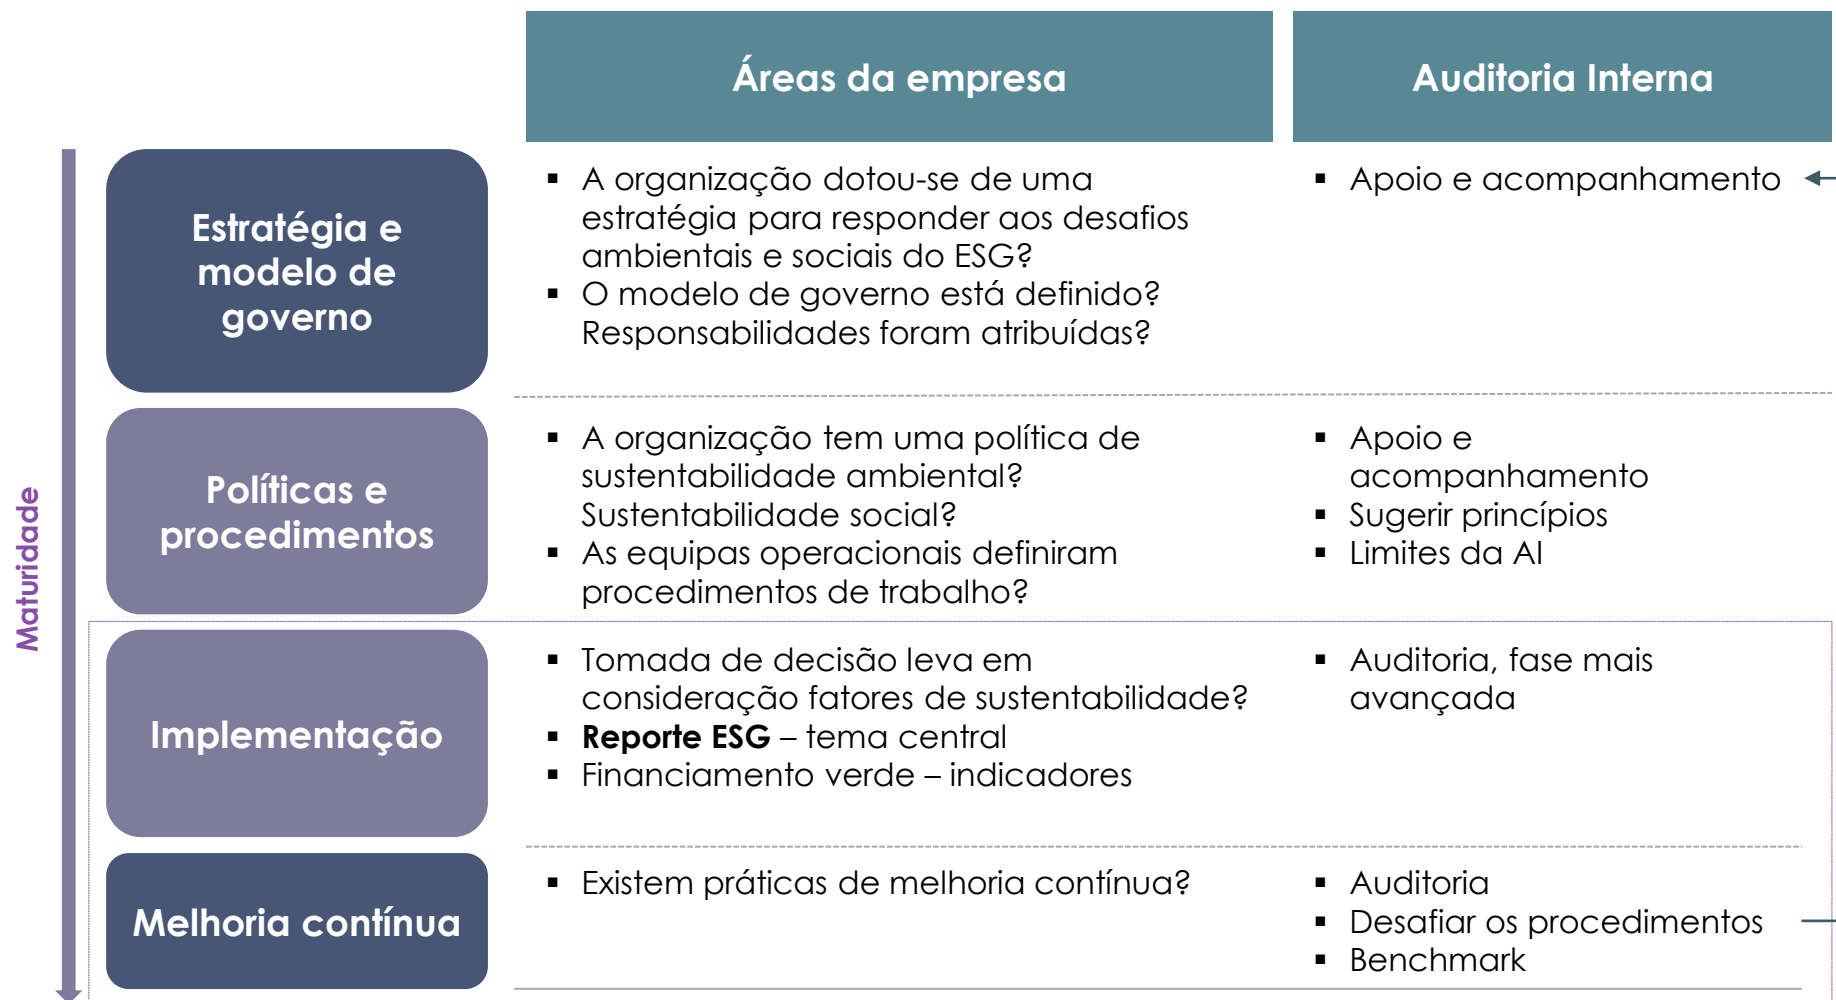 Áreas da empresa
Auditoria Interna
Maturidade
Estratégia e
modelo de
governo
▪ A organização dotou-se de uma
estratégia para responder aos desafios
ambientais e sociais do ESG?
▪ O modelo de governo está definido?
Responsabilidades foram atribuídas?
▪ Apoio e acompanhamento
Políticas e
procedimentos
▪ A organização tem uma política de
sustentabilidade ambiental?
Sustentabilidade social?
▪ As equipas operacionais definiram
procedimentos de trabalho?
▪ Apoio e
acompanhamento
▪ Sugerir princípios
▪ Limites da AI
Implementação
▪ Tomada de decisão leva em
consideração fatores de sustentabilidade?
▪ Reporte ESG – tema central
▪ Financiamento verde – indicadores
▪ Auditoria, fase mais
avançada
Melhoria contínua
▪ Existem práticas de melhoria contínua?
▪ Auditoria
▪ Desafiar os procedimentos
▪ Benchmark